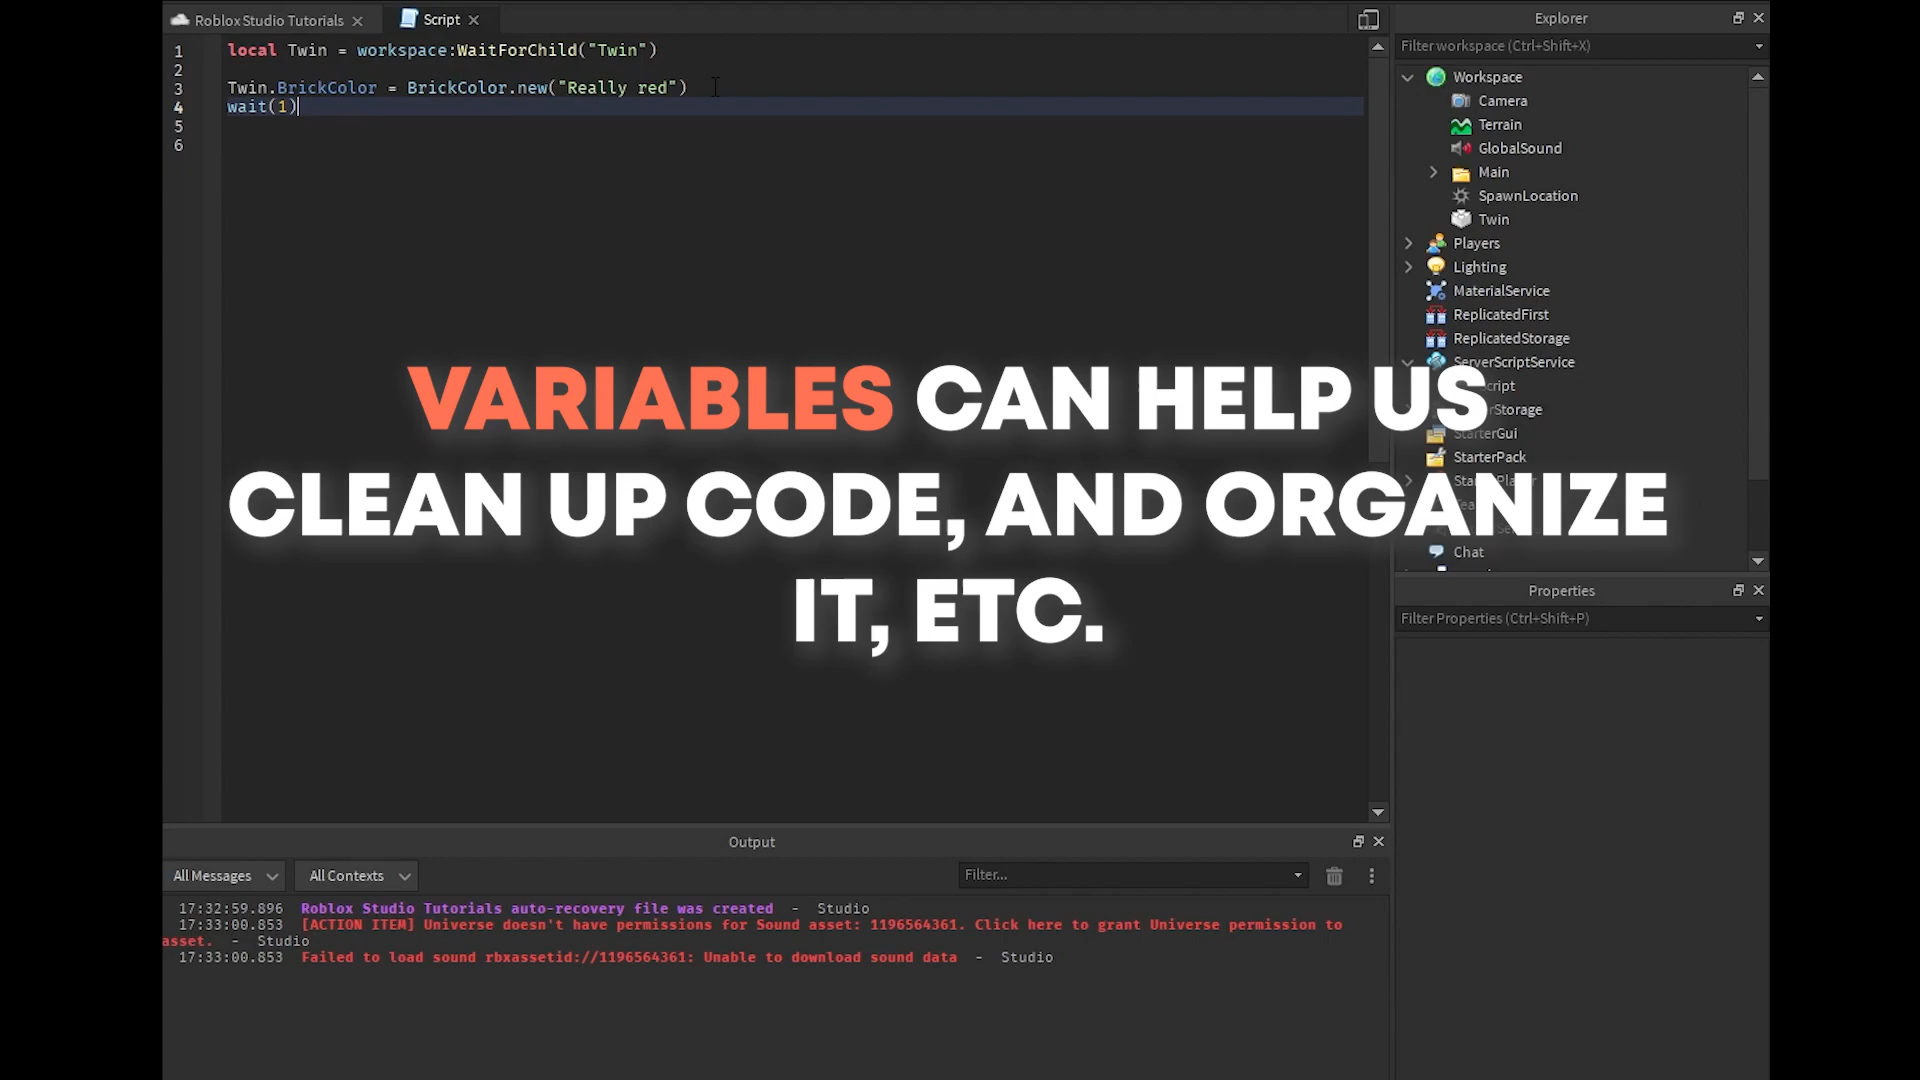 Roblox Studio Tutorials
Script
1 local Twin = workspace:WaitForChild("Twin")
2
3 Twin.BrickColor = BrickColor.new("Really red")
4 wait(1)
5
6
Explorer
Filter workspace (Ctrl+Shift+X)
Workspace
Camera
Terrain
GlobalSound
Main
SpawnLocation
Twin
Players
Lighting
MaterialService
ReplicatedFirst
ReplicatedStorage
ServerScriptService
StarterGui
StarterPack
Chat
VARIABLES CAN HELP US
CLEAN UP CODE, AND ORGANIZE
IT, ETC.
Properties
Filter Properties (Ctrl+Shift+P)
Output
All Messages
All Contexts
Filter...
17:32:59.896 Roblox Studio Tutorials auto-recovery file was created - Studio
17:33:00.853 [ACTION ITEM] Universe doesn't have permissions for Sound asset: 1196564361. Click here to grant Universe permission to
asset. - Studio
17:33:00.853 Failed to load sound rbxassetid://1196564361: Unable to download sound data - Studio